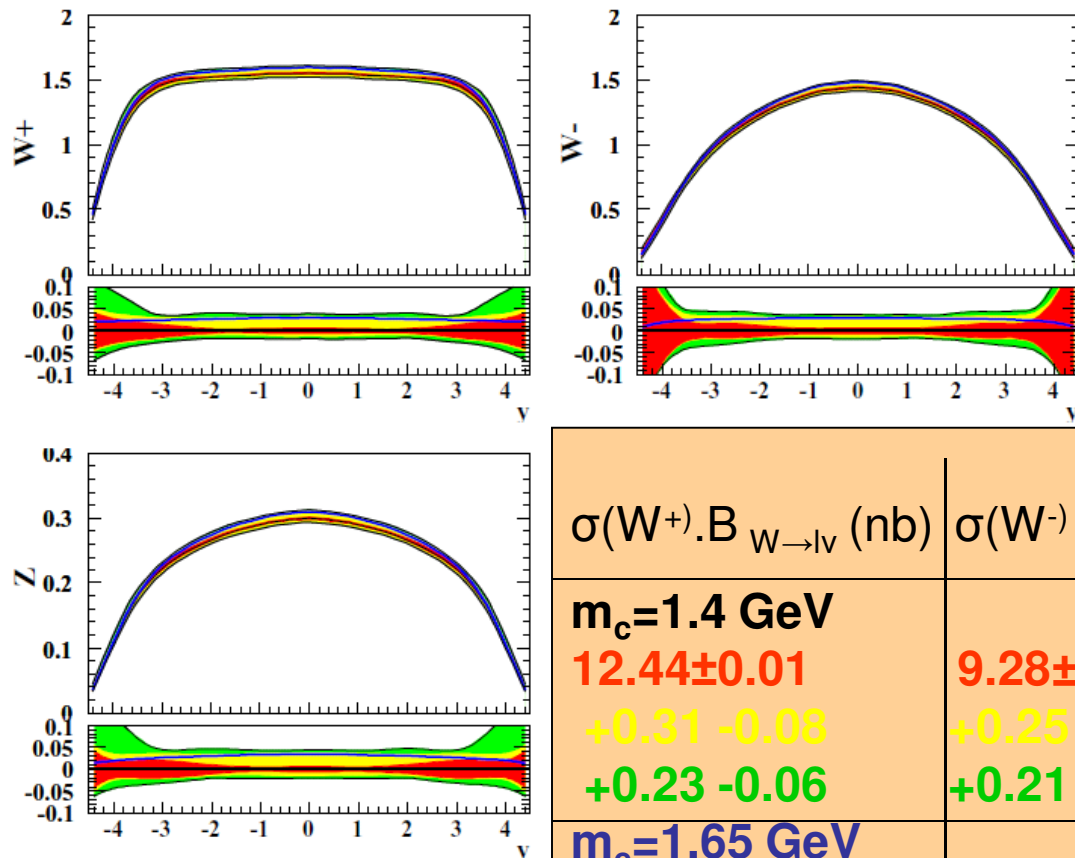 2
1.5
1
0.5
0
W+
0.1
0.05
0
-0.05
-0.1
-4 -3 -2 -1 0 1 2 3 4
y
2
1.5
1
0.5
0
W-
0.1
0.05
0
-0.05
-0.1
-4 -3 -2 -1 0 1 2 3 4
y
0.4
0.3
0.2
0.1
0
Z
0.1
0.05
0
-0.05
-0.1
-4 -3 -2 -1 0 1 2 3 4
y
σ(W+).B W→lν (nb) σ(W-)
mc=1.4 GeV
12.44±0.01 9.28±
+0.31 -0.08 +0.25
+0.23 -0.06 +0.21
mc=1.65 GeV